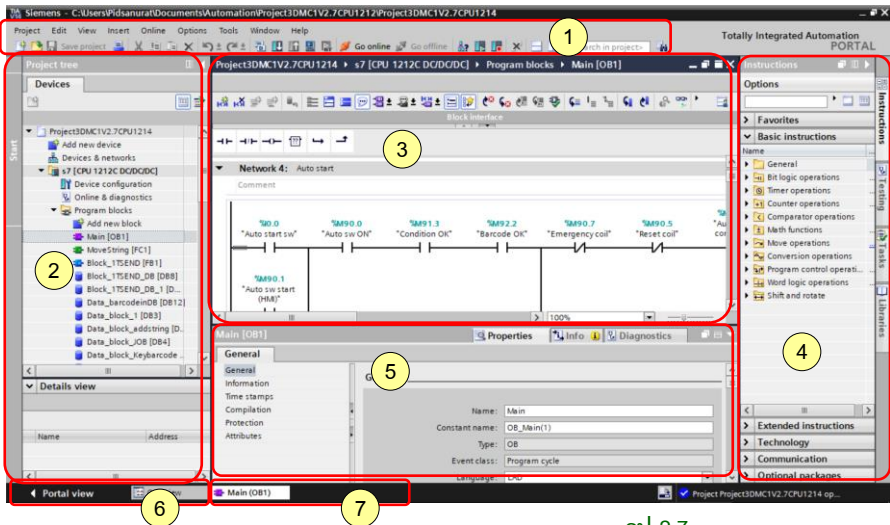 Siemens - C:\Users\Pidsanurat\Documents\Automation\Project3DMC1V2.7CPU1212\Project3DMC1V2.7CPU1214
Project Edit View Insert Online Options Tools Window Help
Totally Integrated Automation
PORTAL
Save project
Go online
Go offline
1
Project tree
Devices
Start
Project3DMC1V2.7CPU1214
Add new device
Devices & networks
s7 [CPU 1212C DC/DC/DC]
Device configuration
Online & diagnostics
Program blocks
Add new block
Main [OB1]
MoveString [FC1]
Block_1TSEND [FB1]
Block_1TSEND_DB [DB8]
Block_1TSEND_DB_1 [D...
Data_barcodeinDB [DB12]
Data_block_1 [DB3]
Data_block_addstring [D..
Data_block_JOB [DB4]
Data_block_Keybarcode
2
Details view
Name Address
Project3DMC1V2.7CPU1214 s7 [CPU 1212C DC/DC/DC] Program blocks Main [OB1]
Block interface
3
Network 4: Auto start
Comment
%I0.0 %M90.0 %M91.3 %M92.2 %M90.7 %M90.5
"Auto start sw" "Auto sw ON" "Condition OK" "Barcode OK" "Emergency coil" "Reset coil"
%M90.1
"Auto sw start
(HMI)"
100%
Main [OB1]
Properties Info Diagnostics
General
General
Information
Time stamps
Compilation
Protection
Attributes
5
Name: Main
Constant name: OB_Main(1)
Type: OB
Event class: Program cycle
Language: LAD
Instructions
Options
Favorites
Basic instructions
Name
General
Bit logic operations
Timer operations
Counter operations
Comparator operations
Math functions
Move operations
Conversion operations
Program control operati...
Word logic operations
Shift and rotate
4
Extended instructions
Technology
Communication
Optional packages
Instructions
Testing
Tasks
Libraries
Portal view
6
Main (OB1)
7
Project Project3DMC1V2.7CPU1214 op...